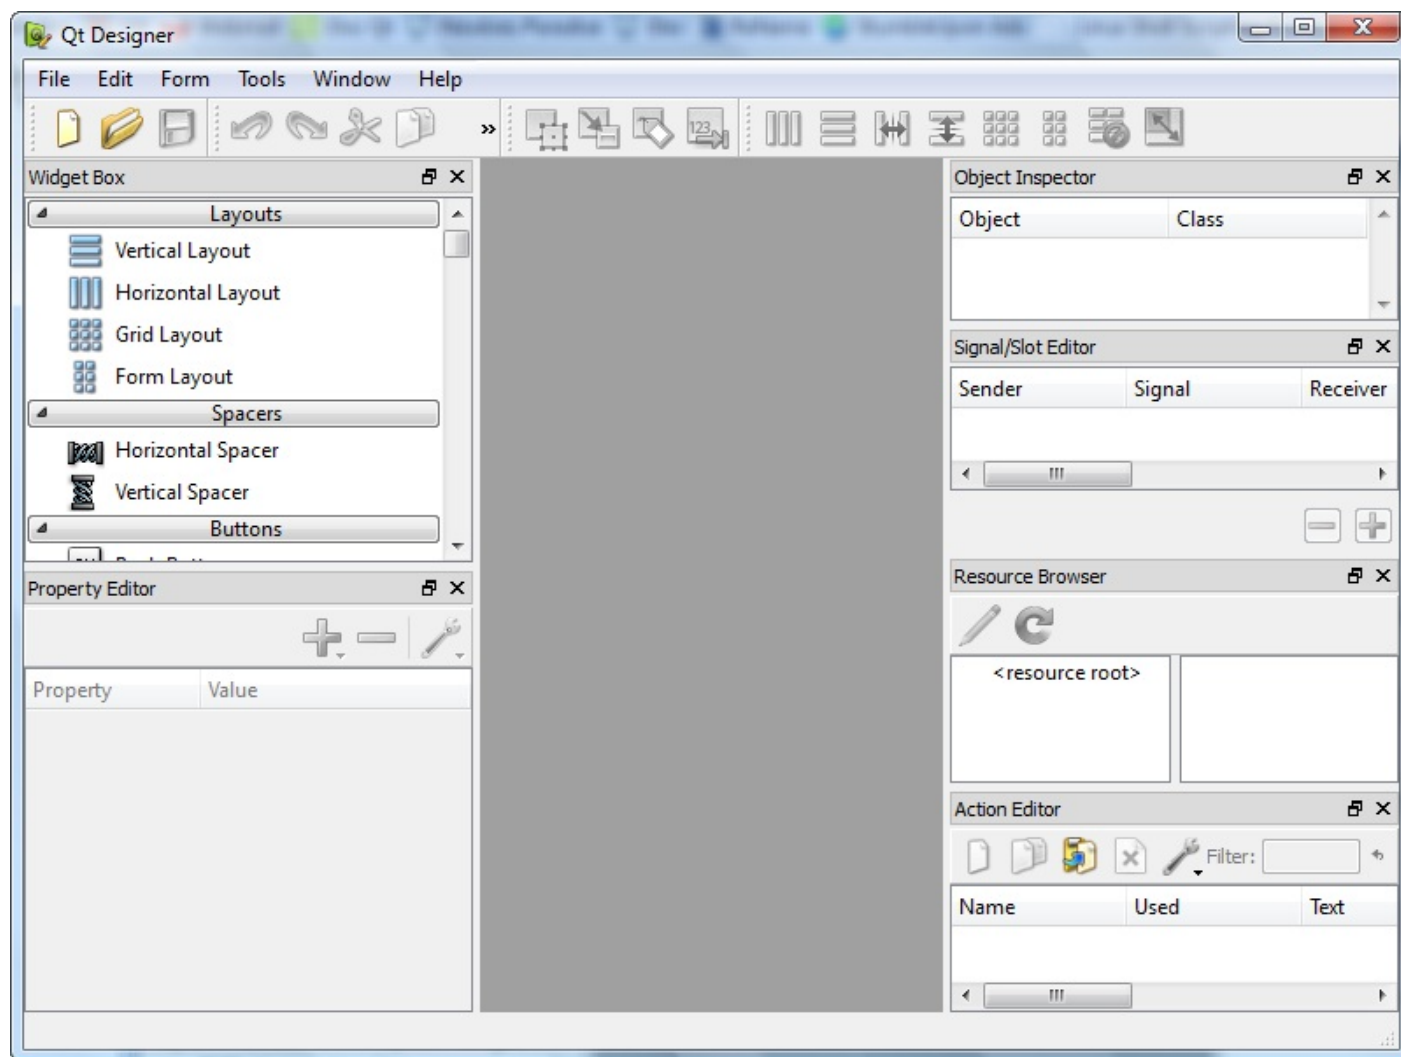 Qt Designer
File Edit Form Tools Window Help
»
123
Widget Box
Layouts
Vertical Layout
Horizontal Layout
Grid Layout
Form Layout
Spacers
Horizontal Spacer
Vertical Spacer
Buttons
Property Editor
Property Value
Object Inspector
Object Class
Signal/Slot Editor
Sender Signal Receiver
Resource Browser
<resource root>
Action Editor
Filter:
Name Used Text